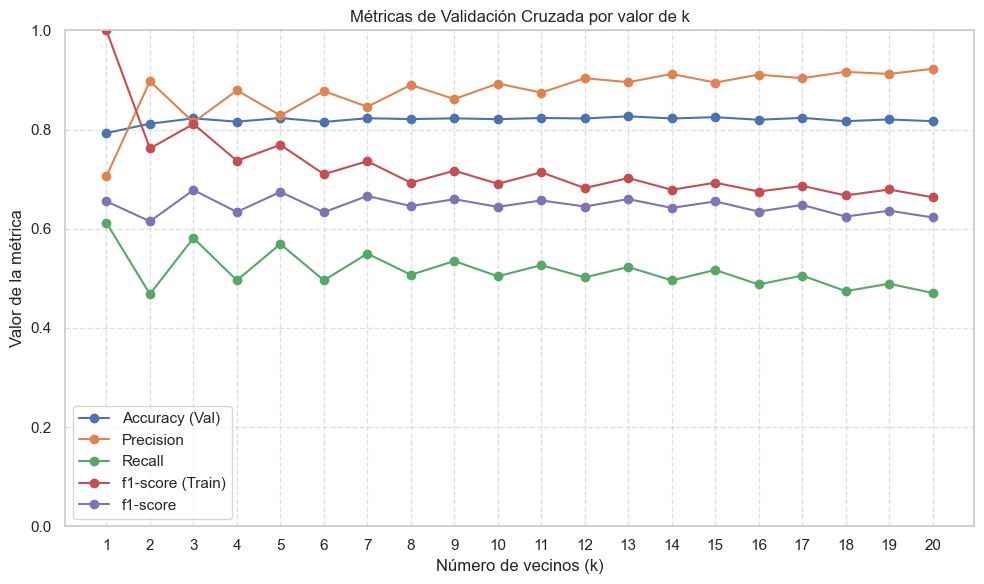 Métricas de Validación Cruzada por valor de k
Valor de la métrica
1.0
0.8
0.6
0.4
0.2
0.0
Accuracy (Val)
Precision
Recall
f1-score (Train)
f1-score
1 2 3 4 5 6 7 8 9 10 11 12 13 14 15 16 17 18 19 20
Número de vecinos (k)